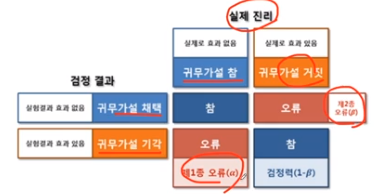 실제 진리
실제로 효과 없음
실제로 효과 있음
귀무가설 참
귀무가설 거짓
검정 결과
실험결과 효과 없음
귀무가설 채택
참
오류
제2종
오류(β)
실험결과 효과 있음
귀무가설 기각
오류
참
제1종 오류(α)
검정력(1-β)